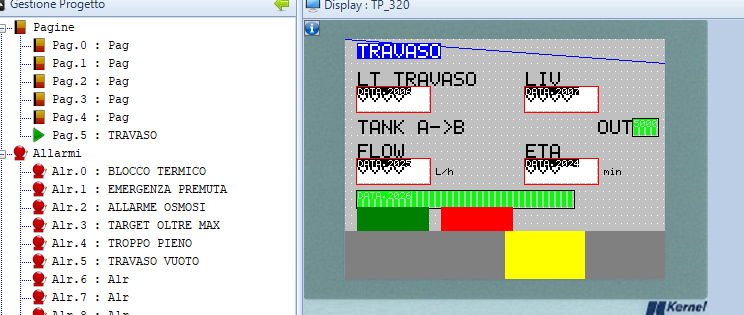 Gestione Progetto
Pagine
Pag.0 : Pag
Pag.1 : Pag
Pag.2 : Pag
Pag.3 : Pag
Pag.4 : Pag
Pag.5 : TRAVASO
Allarmi
Alr.0 : BLOCCO TERMICO
Alr.1 : EMERGENZA PREMUTA
Alr.2 : ALLARME OSMOSI
Alr.3 : TARGET OLTRE MAX
Alr.4 : TROPPO PIENO
Alr.5 : TRAVASO VUOTO
Alr.6 : Alr
Alr.7 : Alr
Alr.8 : Alr
Display : TP_320
TRAVASO
LT TRAVASO LIV
DATA.2006 DATA.2007
TANK A->B OUT
FLOW ETA
DATA.2025 L/h DATA.2024 min
Kernel